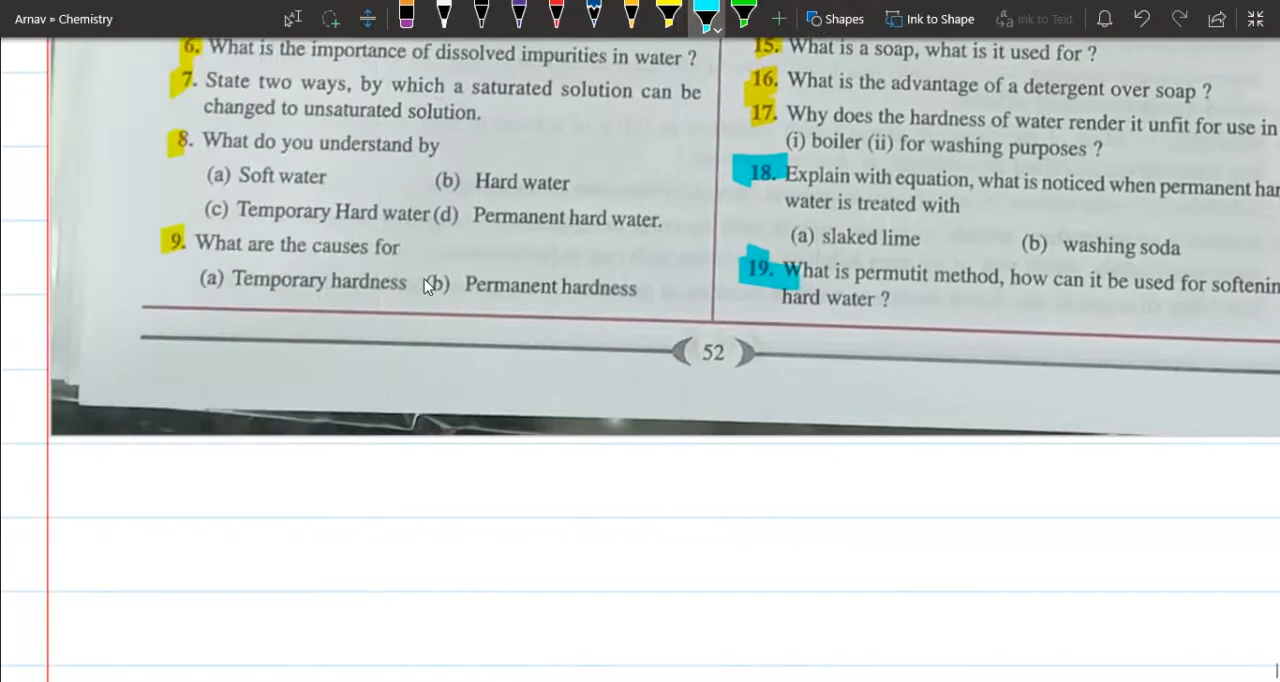 Arnav » Chemistry
Shapes
Ink to Shape
Ink to Text
6. What is the importance of dissolved impurities in water ?
7. State two ways, by which a saturated solution can be
changed to unsaturated solution.
8. What do you understand by
(a) Soft water (b) Hard water
(c) Temporary Hard water (d) Permanent hard water.
9. What are the causes for
(a) Temporary hardness (b) Permanent hardness
15. What is a soap, what is it used for ?
16. What is the advantage of a detergent over soap ?
17. Why does the hardness of water render it unfit for use in
(i) boiler (ii) for washing purposes ?
18. Explain with equation, what is noticed when permanent har
water is treated with
(a) slaked lime (b) washing soda
19. What is permutit method, how can it be used for softenin
hard water ?
52